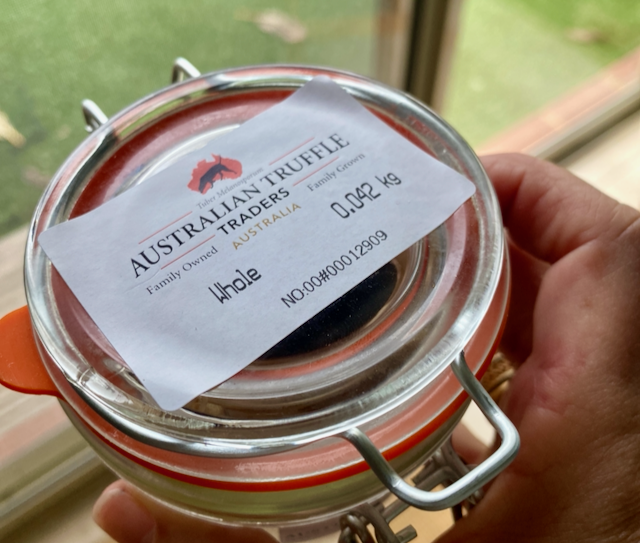 Tuber Melanosporum
AUSTRALIAN TRUFFLE
TRADERS
Family Owned AUSTRALIA Family Grown
Whole 0.042 kg
NO:00#00012909